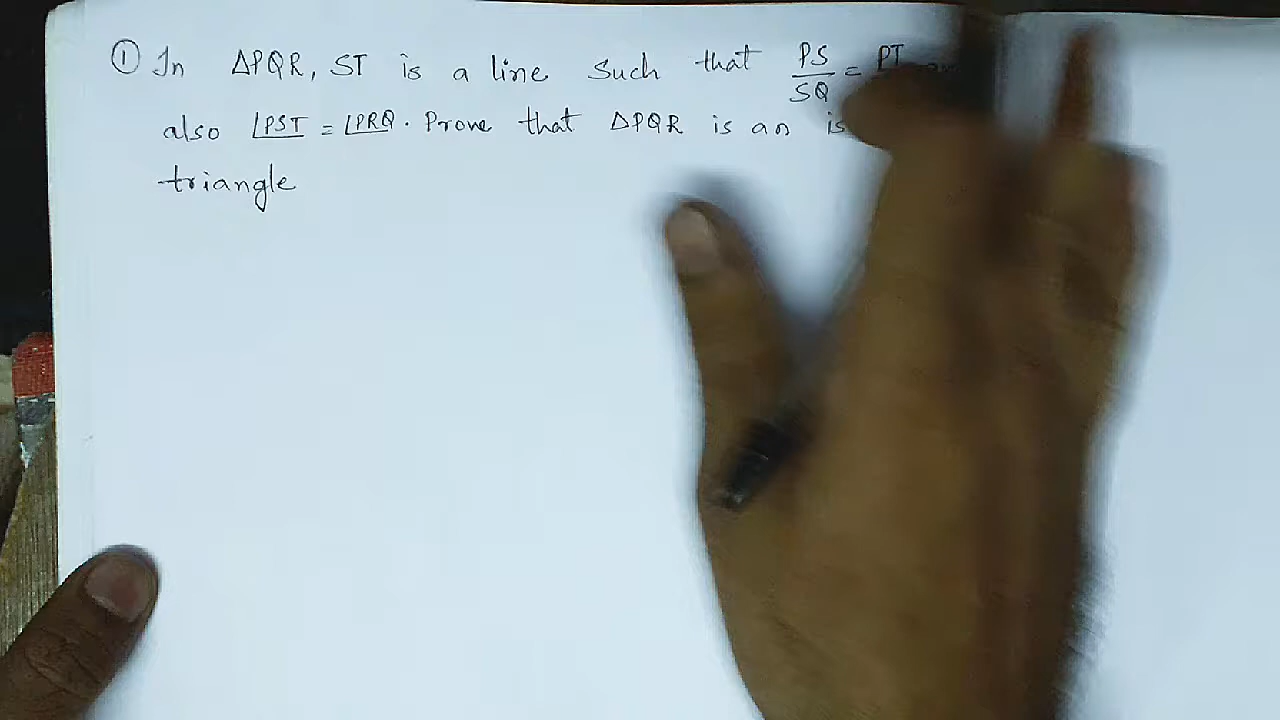 ① In ΔPQR, ST is a line such that PS/SQ = PT
also ∠PST = ∠PRQ. Prove that ΔPQR is an
triangle